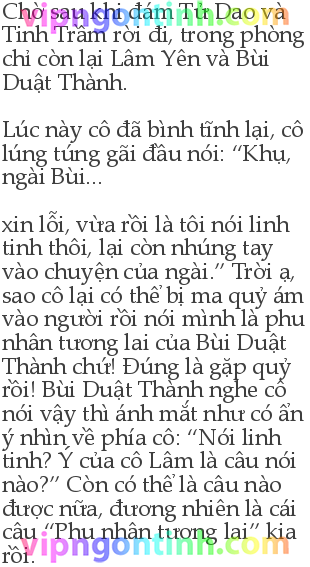 Chờ sau khi đám Từ Dao và
vipngontinh.com
Tinh Trầm rời đi, trong phòng
chỉ còn lại Lâm Yên và Bùi
Duật Thành.
Lúc này cô đã bình tĩnh lại, cô
lúng túng gãi đầu nói: “Khụ,
ngài Bùi...
xin lỗi, vừa rồi là tôi nói linh
tinh thôi, lại còn nhúng tay
vào chuyện của ngài.” Trời ạ,
sao cô lại có thể bị ma quỷ ám
vào người rồi nói mình là phu
nhân tương lai của Bùi Duật
Thành chứ! Đúng là gặp quỷ
rồi! Bùi Duật Thành nghe cô
nói vậy thì ánh mắt như có ẩn
ý nhìn về phía cô: “Nói linh
tinh? Ý của cô Lâm là câu nói
nào?” Còn có thể là câu nào
được nữa, đương nhiên là cái
câu “Phu nhân tương lai” kia
vipngontinh.com
rồi.